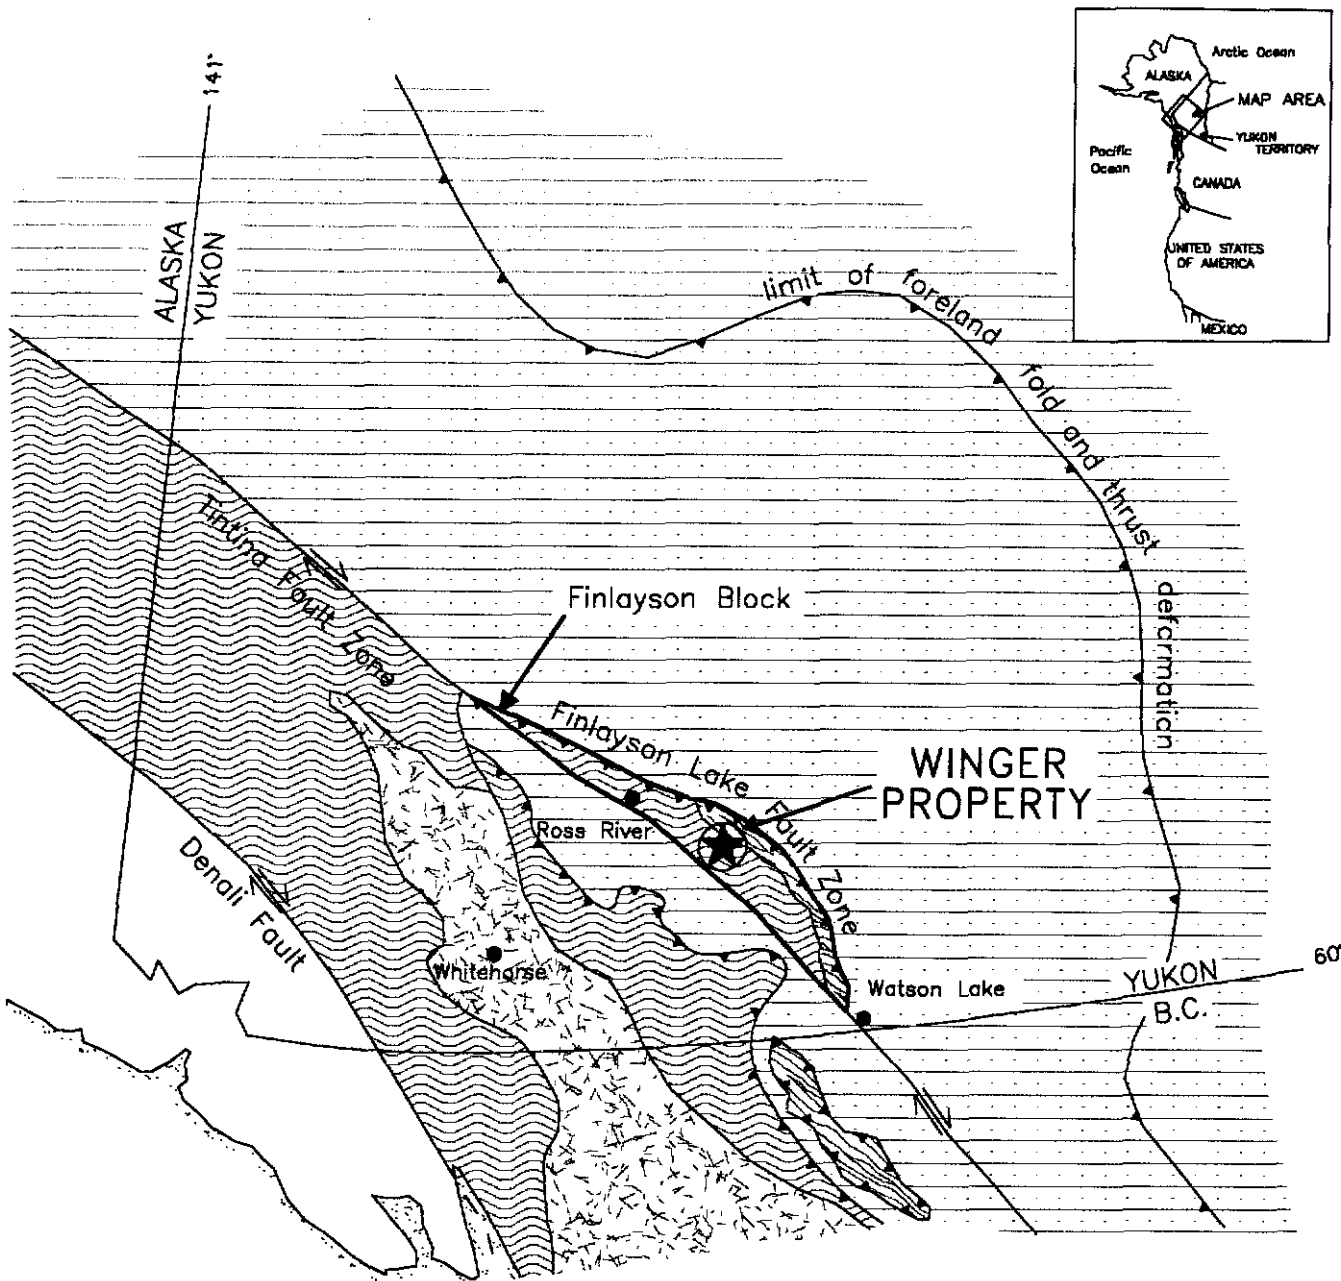 141°
ALASKA
YUKON
Arctic Ocean
ALASKA
MAP AREA
YUKON
TERRITORY
Pacific
Ocean
CANADA
UNITED STATES
OF AMERICA
MEXICO
limit of foreland fold and thrust deformation
Tintina Fault Zone
Finlayson Block
Finlayson Lake Fault Zone
WINGER
PROPERTY
Ross River
Denali Fault
Whitehorse
Watson Lake
60°
YUKON
B.C.